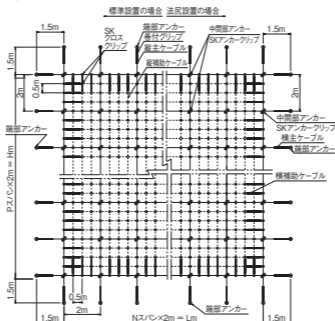 標準設置の場合 法尻設置の場合
1.5m
1.5m
SK
クロス
クリップ
端部アンカー
巻付グリップ
縦主ケーブル
縦補助ケーブル
中間部アンカー
SKアンカークリップ
1.5m
0.5m
2m
2m
端部アンカー
中間部アンカー
SKアンカークリップ
横主ケーブル
端部アンカー
横補助ケーブル
Pスパン×2m = Hm
1.5m
0.5m
1.5m
2m
Nスパン×2m = Lm
端部アンカー
1.5m